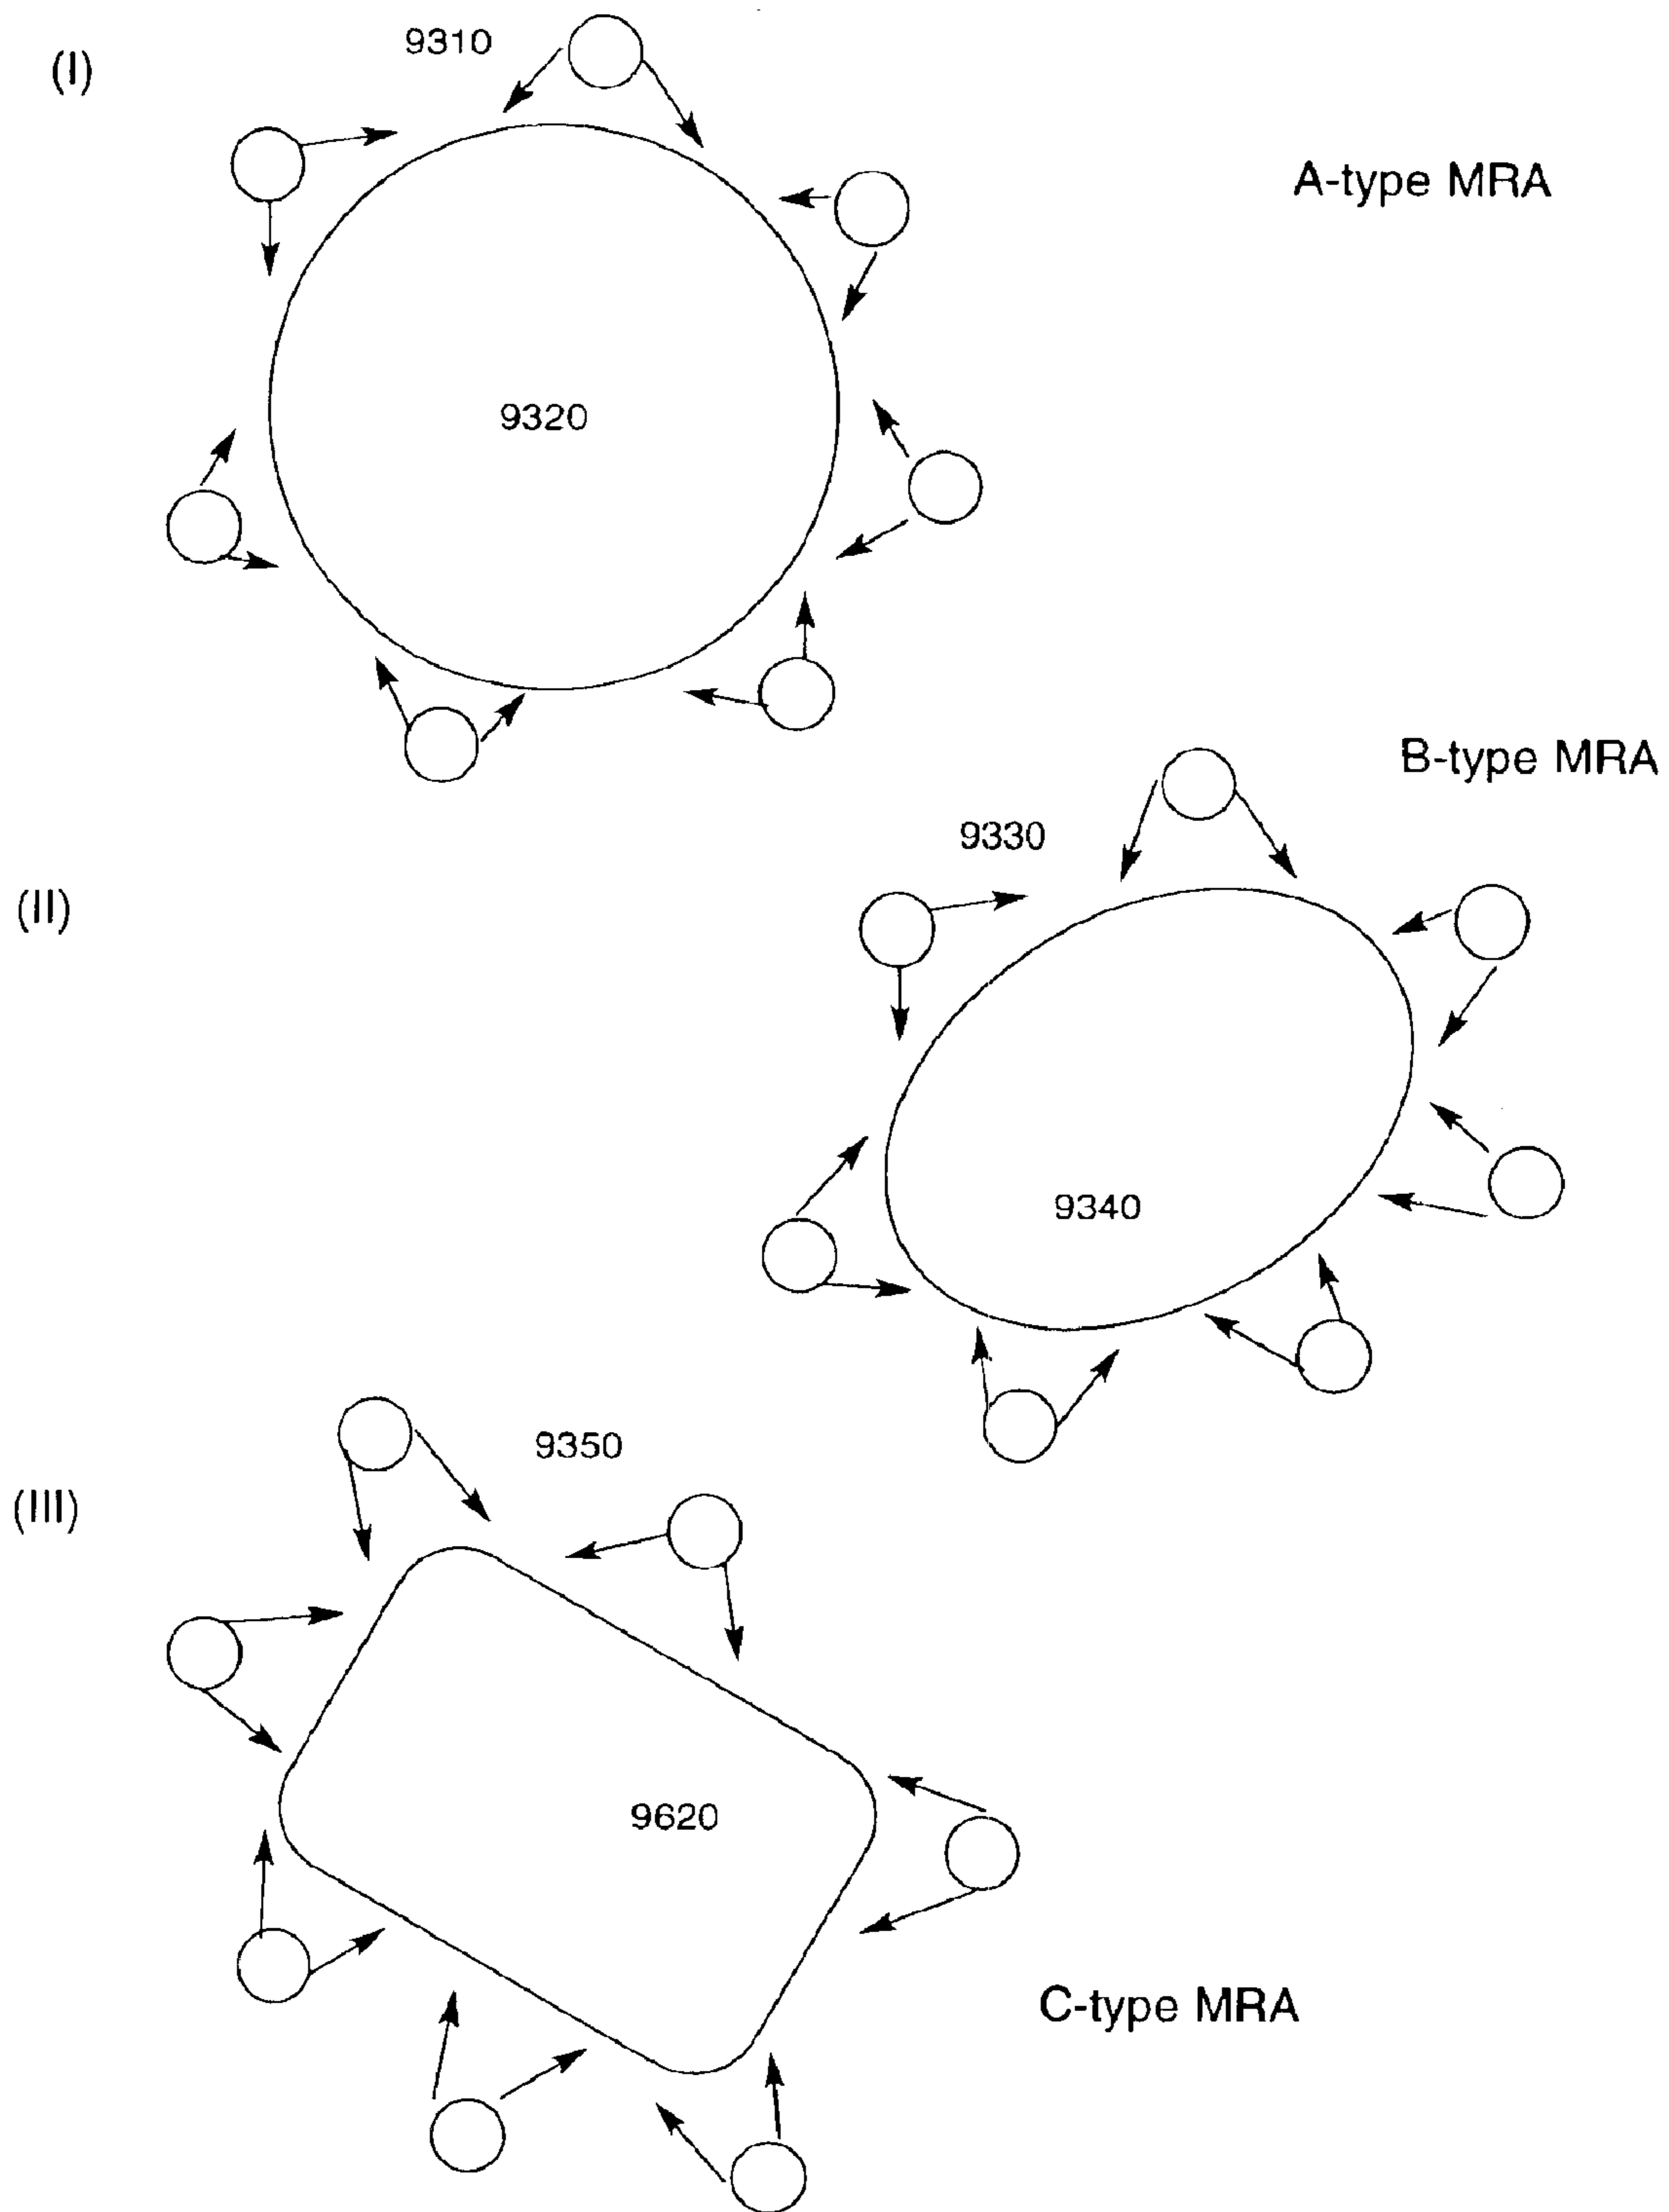 (I)
9310
A-type MRA
9320
B-type MRA
9330
(II)
9340
9350
(III)
9620
C-type MRA